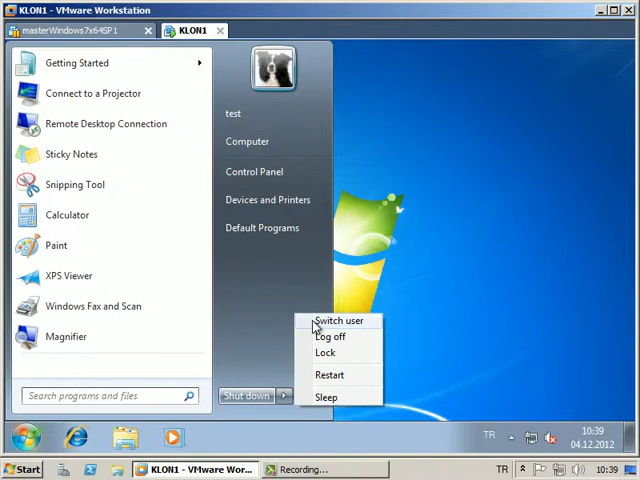 KLON1 - VMware Workstation
masterWindows7x64SP1
KLON1
Getting Started
Connect to a Projector
Remote Desktop Connection
Sticky Notes
Snipping Tool
Calculator
Paint
XPS Viewer
Windows Fax and Scan
Magnifier
Search programs and files
test
Computer
Control Panel
Devices and Printers
Default Programs
Shut down
Switch user
Log off
Lock
Restart
Sleep
TR
10:39
04.12.2012
Start
KLON1 - VMware Wor...
Recording...
TR
10:39